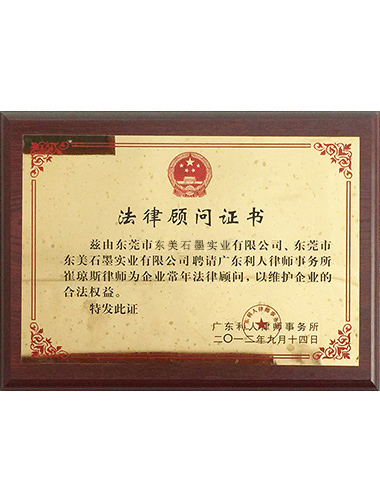 法律顾问证书
兹由东莞市东美石墨实业有限公司、东莞市
东美石墨实业有限公司聘请广东利人律师事务所
崔琼斯律师为企业常年法律顾问，以维护企业的
合法权益。
特发此证
广东利人律师事务所
二〇一二年九月十四日